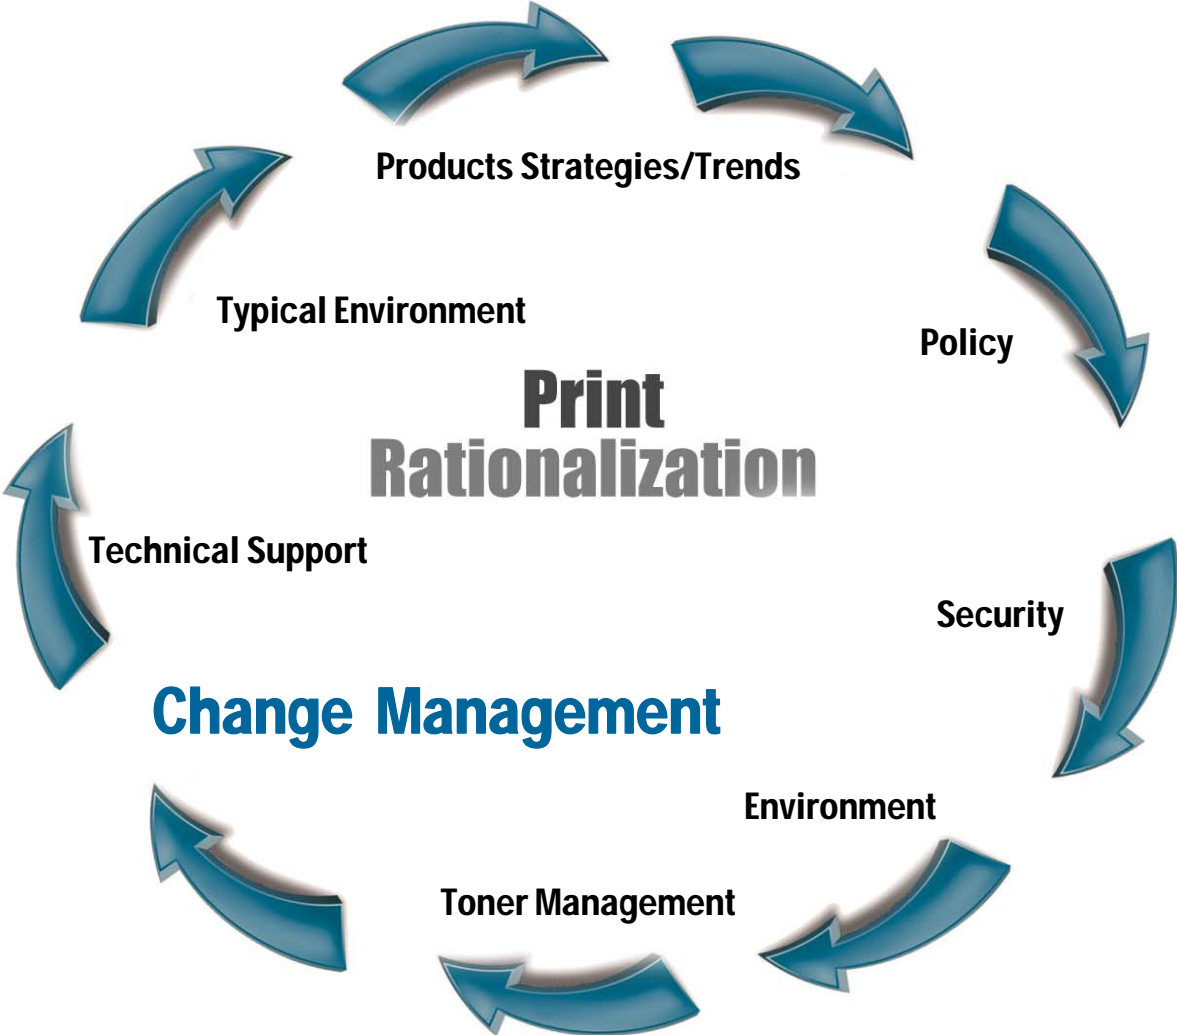 Products Strategies/Trends
Typical Environment
Policy
Print
Rationalization
Technical Support
Security
Change Management
Environment
Toner Management